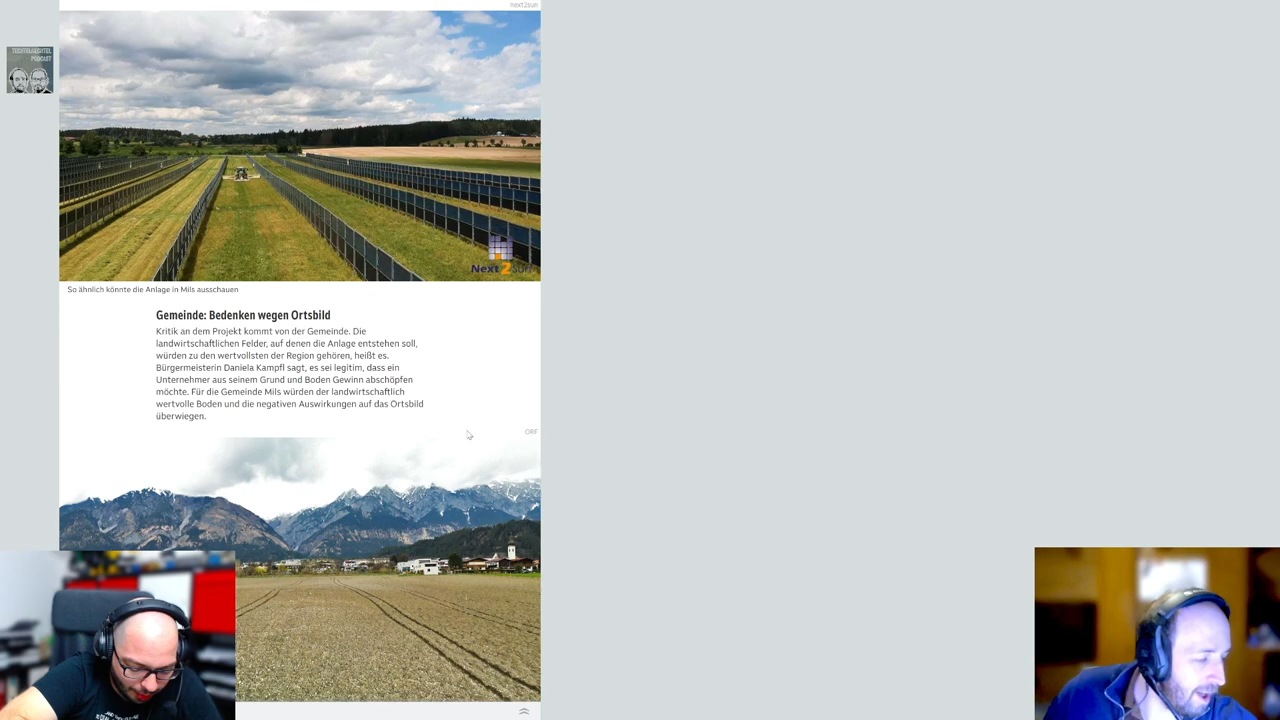 next2sun
TECHTELMECHTEL
PODCAST
Next2Sun
So ähnlich könnte die Anlage in Mils ausschauen
Gemeinde: Bedenken wegen Ortsbild
Kritik an dem Projekt kommt von der Gemeinde. Die
landwirtschaftlichen Felder, auf denen die Anlage entstehen soll,
würden zu den wertvollsten der Region gehören, heißt es.
Bürgermeisterin Daniela Kampfl sagt, es sei legitim, dass ein
Unternehmer aus seinem Grund und Boden Gewinn abschöpfen
möchte. Für die Gemeinde Mils würden der landwirtschaftlich
wertvolle Boden und die negativen Auswirkungen auf das Ortsbild
überwiegen.
ORF